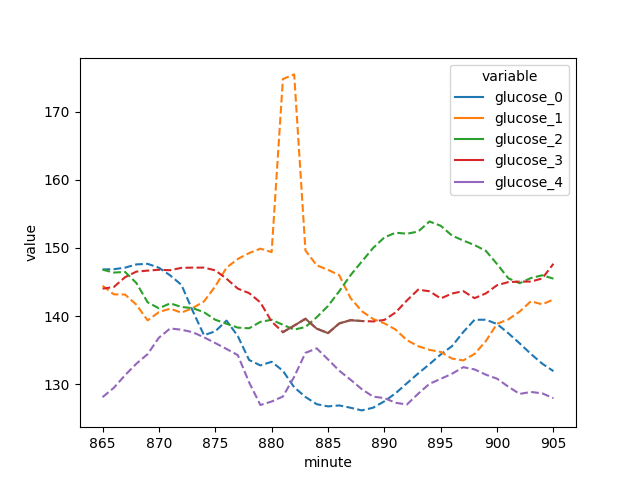 variable
glucose_0
glucose_1
glucose_2
glucose_3
glucose_4
value
170
160
150
140
130
865 870 875 880 885 890 895 900 905
minute